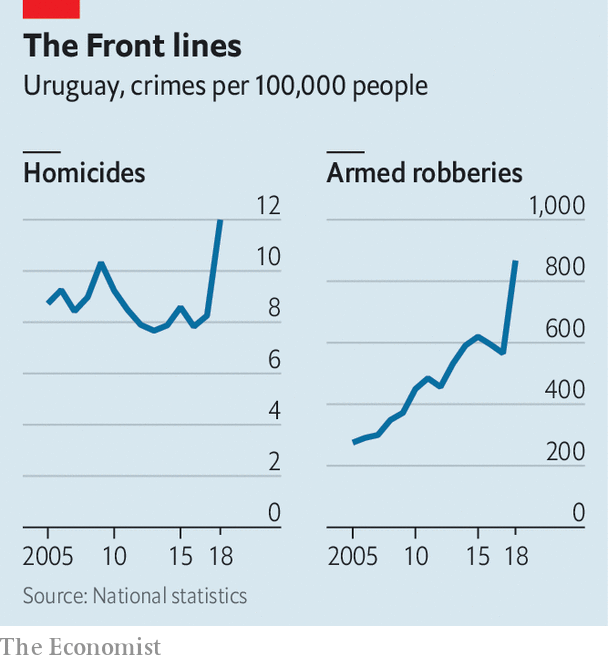 The Front lines
Uruguay, crimes per 100,000 people
Homicides
12
10
8
6
4
2
0
2005 10 15 18
Armed robberies
1,000
800
600
400
200
0
2005 10 15 18
Source: National statistics
The Economist